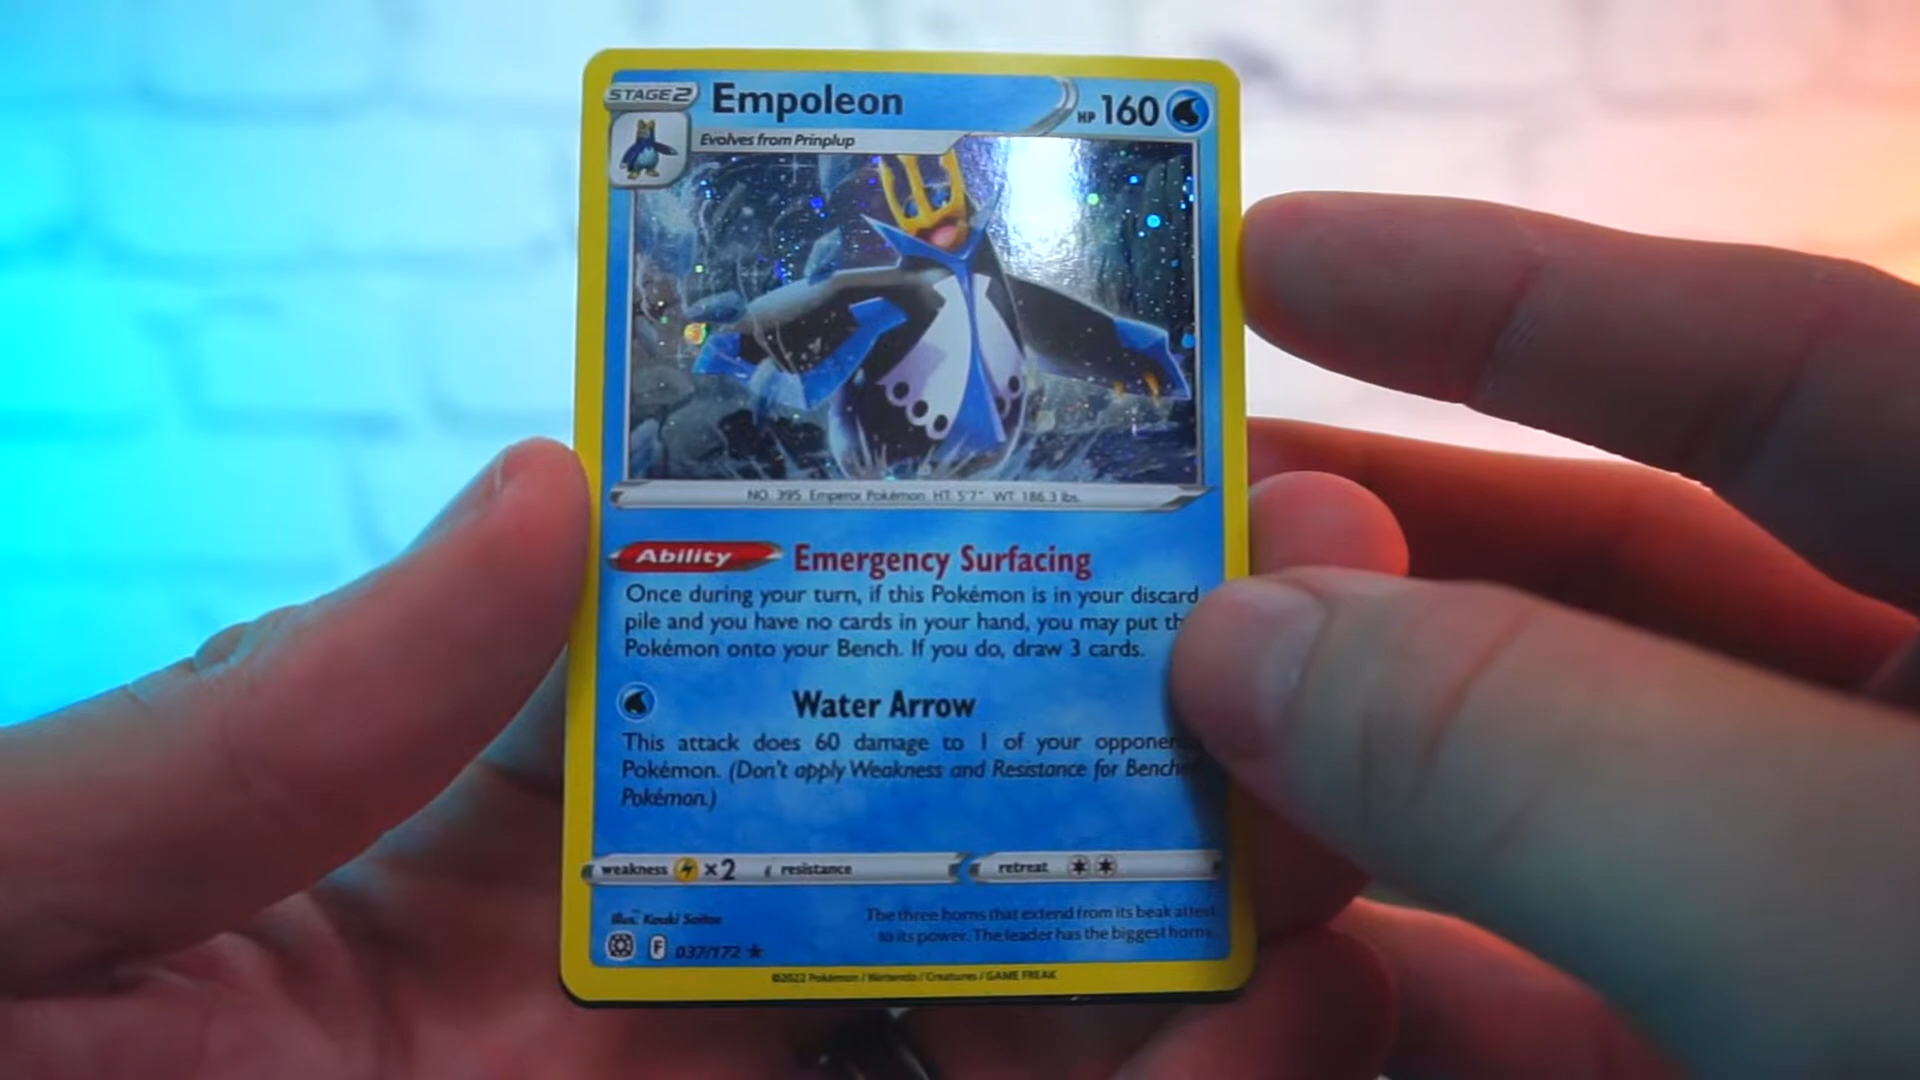 STAGE 2 Empoleon HP 160
Evolves from Prinplup
NO. 395 Emperor Pokémon HT: 5'7" WT: 186.3 lbs.
Ability Emergency Surfacing
Once during your turn, if this Pokémon is in your discard
pile and you have no cards in your hand, you may put
Pokémon onto your Bench. If you do, draw 3 cards.
Water Arrow
This attack does 60 damage to 1 of your
Pokémon. (Don't apply Weakness and Resistance for
Pokémon.)
weakness ×2 resistance retreat
Illus. Kouki Saitou
The three horns that extend from its beak attest
to its power. The leader has the biggest horns.
F 037/172 ★
©2022 Pokémon / Nintendo / Creatures / GAME FREAK